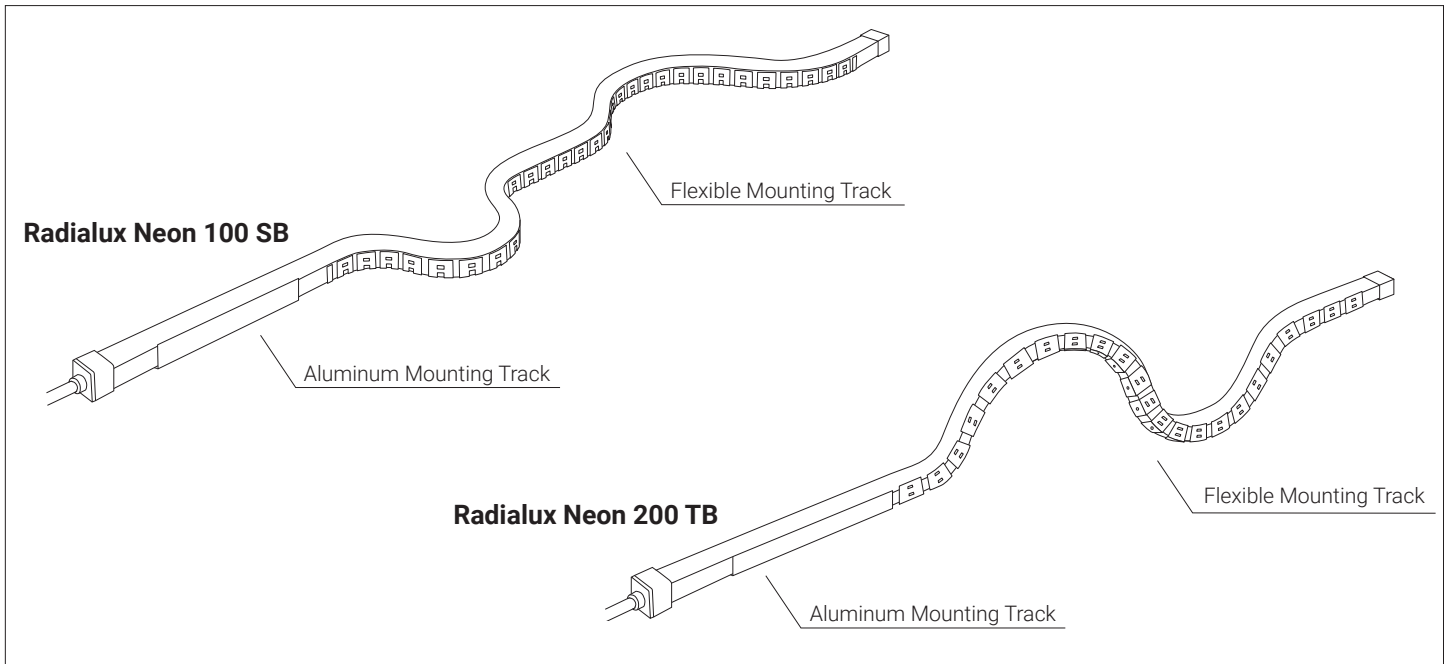 Flexible Mounting Track
Radialux Neon 100 SB
Aluminum Mounting Track
Flexible Mounting Track
Radialux Neon 200 TB
Aluminum Mounting Track